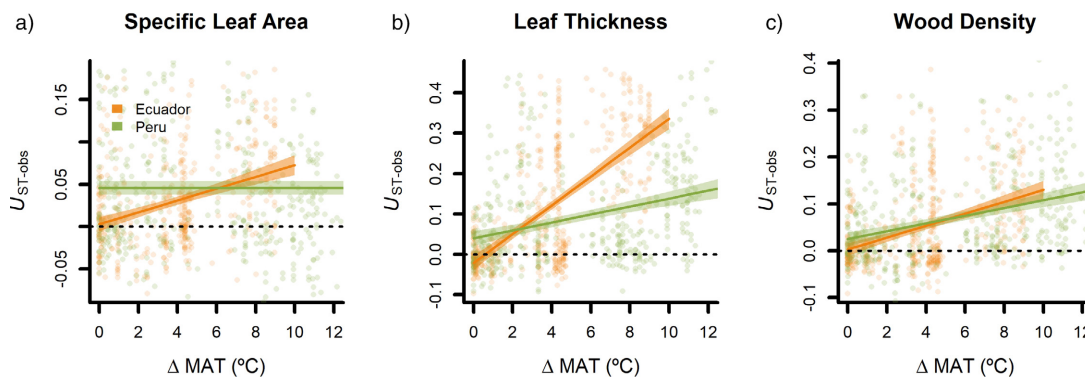 a) Specific Leaf Area
0.15
0.05
-0.05
U ST-obs
Ecuador
Peru
0 2 4 6 8 10 12
Δ MAT (ºC)
b) Leaf Thickness
0.4
0.3
0.2
0.1
0.0
-0.1
U ST-obs
0 2 4 6 8 10 12
Δ MAT (ºC)
c) Wood Density
0.4
0.3
0.2
0.1
0.0
-0.1
U ST-obs
0 2 4 6 8 10 12
Δ MAT (ºC)